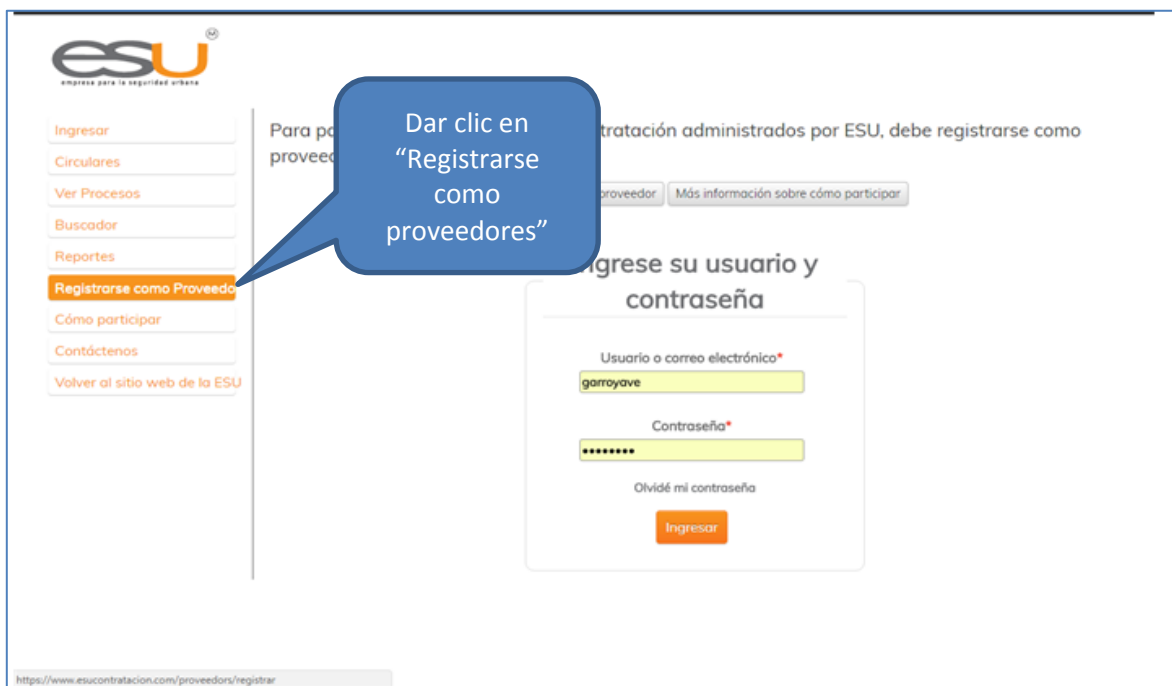 esu
M
empresa para la seguridad urbana
Ingresar
Circulares
Ver Procesos
Buscador
Reportes
Registrarse como Proveedo
Cómo participar
Contáctenos
Volver al sitio web de la ESU
Dar clic en
“Registrarse
como
proveedores”
Para tratación administrados por ESU, debe registrarse como
proveedor Más información sobre cómo participar
ngrese su usuario y
contraseña
Usuario o correo electrónico*
garroyave
Contraseña*
••••••••
Olvidé mi contraseña
Ingresar
https://www.esucontratacion.com/proveedors/registrar